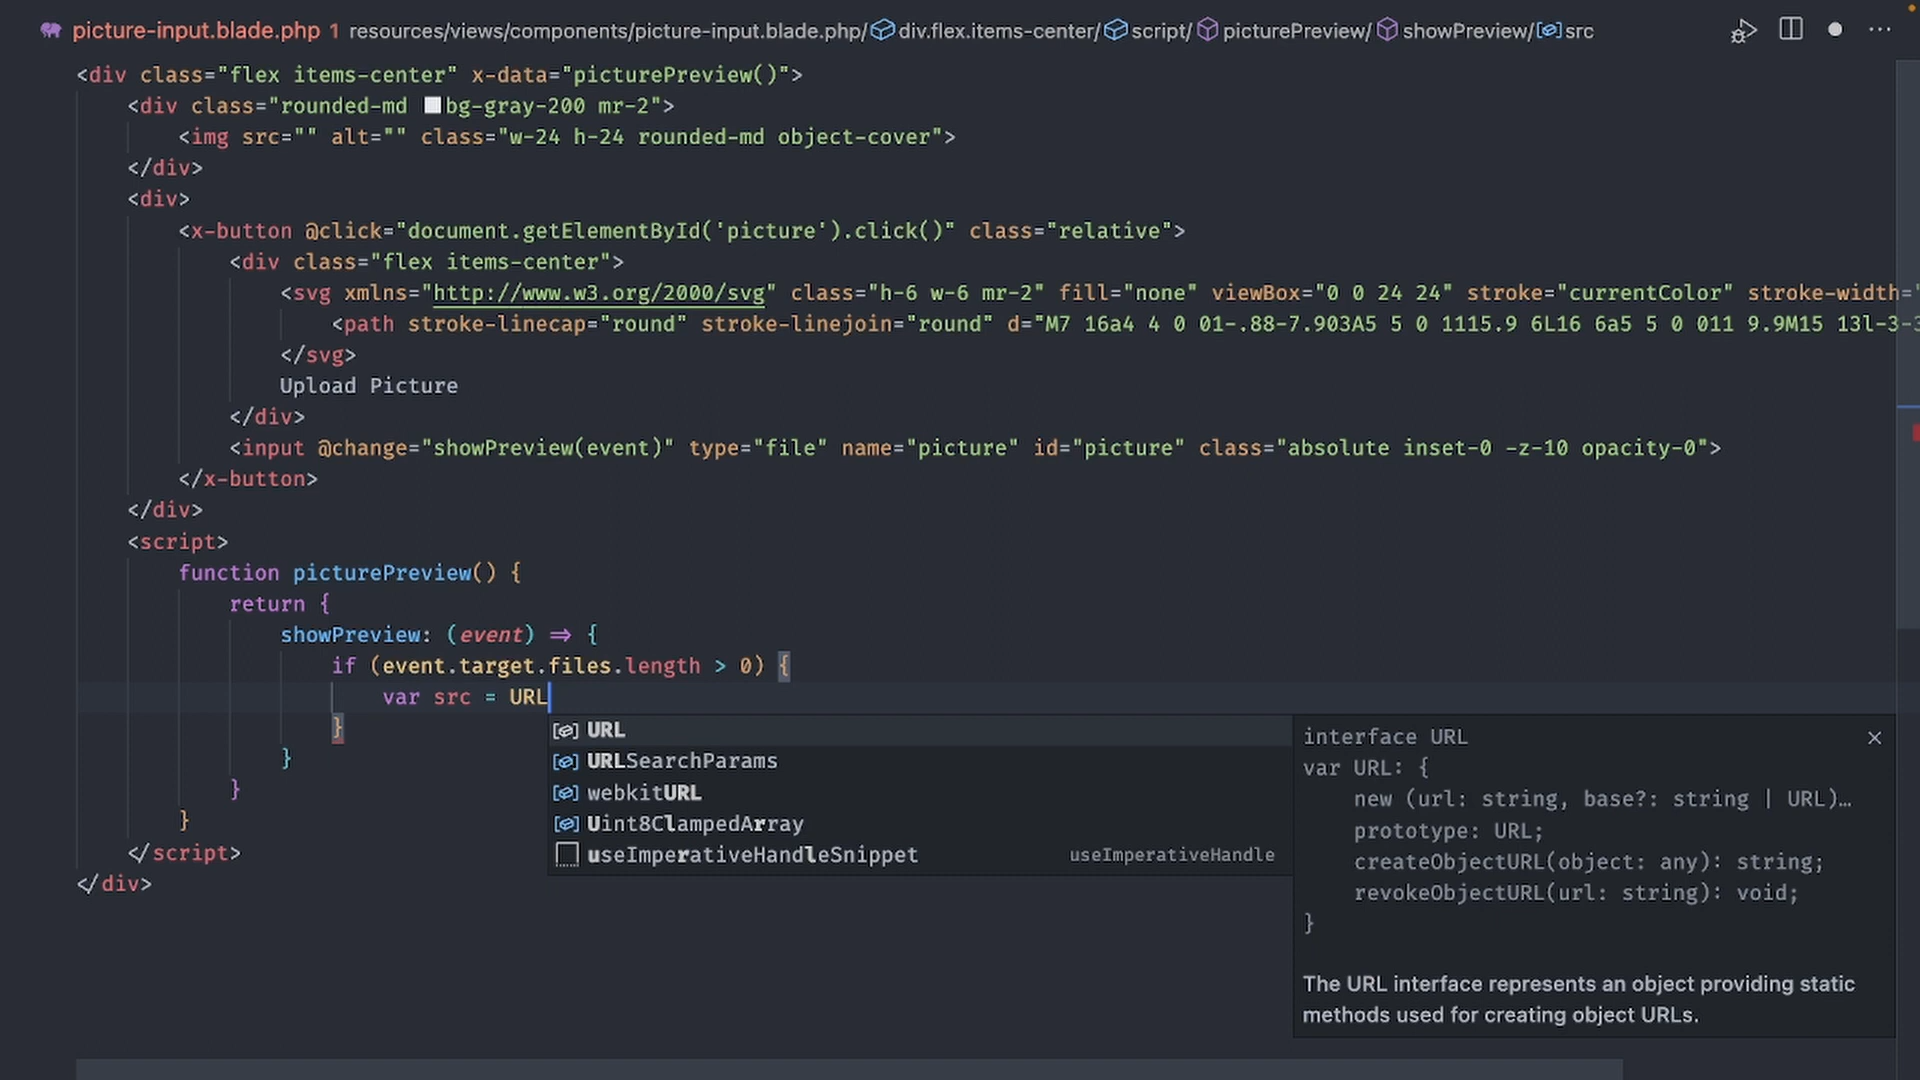 picture-input.blade.php 1 resources/views/components/picture-input.blade.php/div.flex.items-center/script/picturePreview/showPreview/src
<div class="flex items-center" x-data="picturePreview()">
<div class="rounded-md bg-gray-200 mr-2">
<img src="" alt="" class="w-24 h-24 rounded-md object-cover">
</div>
<div>
<x-button @click="document.getElementById('picture').click()" class="relative">
<div class="flex items-center">
<svg xmlns="http://www.w3.org/2000/svg" class="h-6 w-6 mr-2" fill="none" viewBox="0 0 24 24" stroke="currentColor" stroke-width="
<path stroke-linecap="round" stroke-linejoin="round" d="M7 16a4 4 0 01-.88-7.903A5 5 0 1115.9 6L16 6a5 5 0 011 9.9M15 13l-3-3
</svg>
Upload Picture
</div>
<input @change="showPreview(event)" type="file" name="picture" id="picture" class="absolute inset-0 -z-10 opacity-0">
</x-button>
</div>
<script>
function picturePreview() {
return {
showPreview: (event) => {
if (event.target.files.length > 0) {
var src = URL
}
}
}
}
</script>
</div>
URL
URLSearchParams
webkitURL
Uint8ClampedArray
useImperativeHandleSnippet useImperativeHandle
interface URL
var URL: {
new (url: string, base?: string | URL)…
prototype: URL;
createObjectURL(object: any): string;
revokeObjectURL(url: string): void;
}
The URL interface represents an object providing static
methods used for creating object URLs.